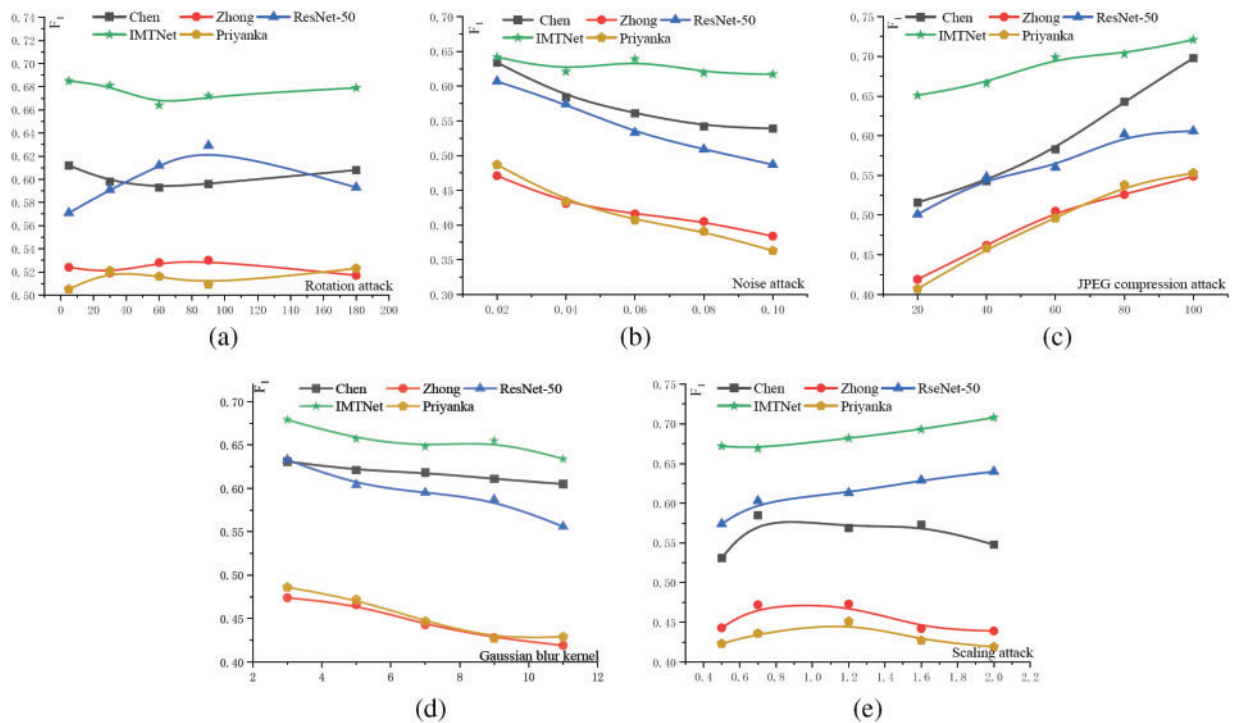 F1
Chen Zhong ResNet-50
IMTNet Priyanka
0.74
0.72
0.70
0.68
0.66
0.64
0.62
0.60
0.58
0.56
0.54
0.52
0.50
0 20 40 60 80 100 120 140 160 180 200
Rotation attack
(a)
F1
Chen Zhong ResNet-50
IMTNet Priyanka
0.70
0.65
0.60
0.55
0.50
0.45
0.40
0.35
0.30
0.02 0.04 0.06 0.08 0.10
Noise attack
(b)
F1
Chen Zhong ResNet-50
IMTNet Priyanka
0.75
0.70
0.65
0.60
0.55
0.50
0.45
0.40
20 40 60 80 100
JPEG compression attack
(c)
F1
Chen Zhong ResNet-50
IMTNet Priyanka
0.70
0.65
0.60
0.55
0.50
0.45
0.40
2 4 6 8 10 12
Gaussian blur kernel
(d)
F1
Chen Zhong RseNet-50
IMTNet Priyanka
0.75
0.70
0.65
0.60
0.55
0.50
0.45
0.40
0.4 0.6 0.8 1.0 1.2 1.4 1.6 1.8 2.0 2.2
Scaling attack
(e)